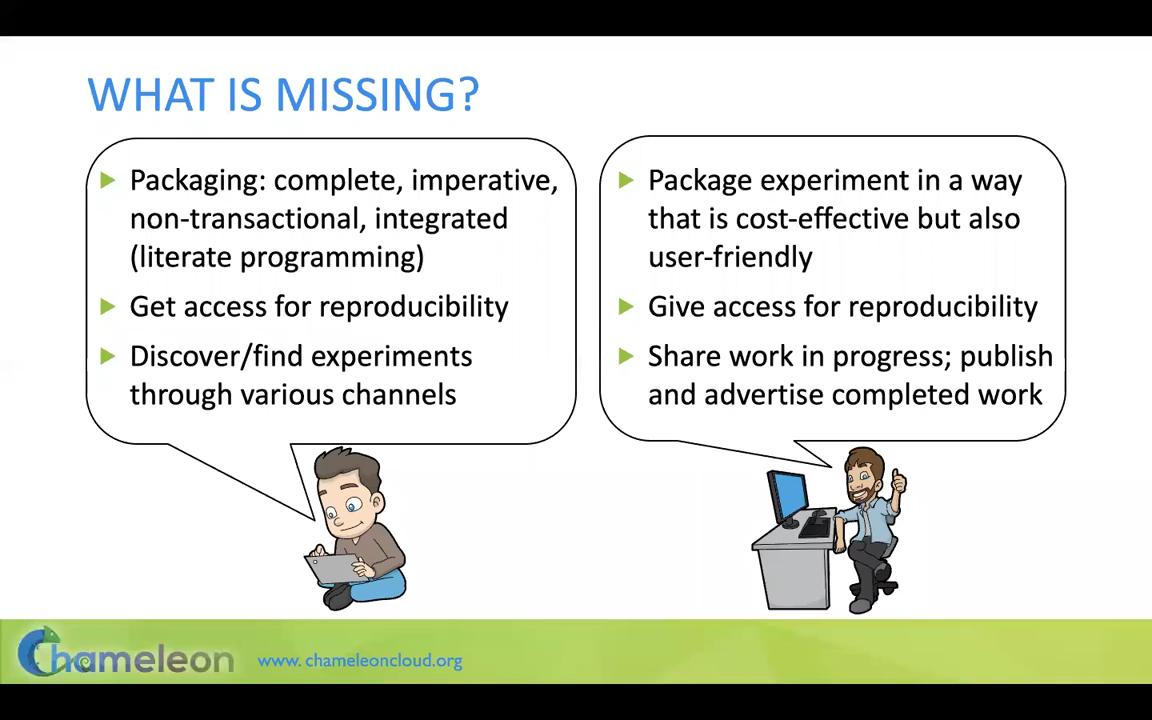 WHAT IS MISSING?
Packaging: complete, imperative,
non-transactional, integrated
(literate programming)
Get access for reproducibility
Discover/find experiments
through various channels
Package experiment in a way
that is cost-effective but also
user-friendly
Give access for reproducibility
Share work in progress; publish
and advertise completed work
Chameleon
www. chameleoncloud.org